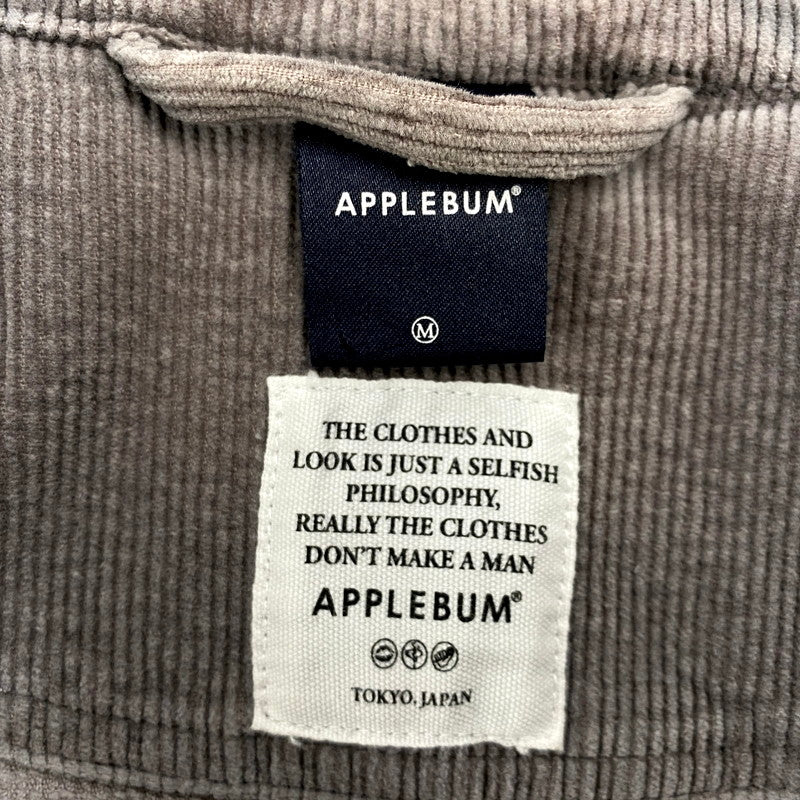 APPLEBUM®
M
THE CLOTHES AND
LOOK IS JUST A SELFISH
PHILOSOPHY,
REALLY THE CLOTHES
DON'T MAKE A MAN
APPLEBUM®
TOKYO, JAPAN